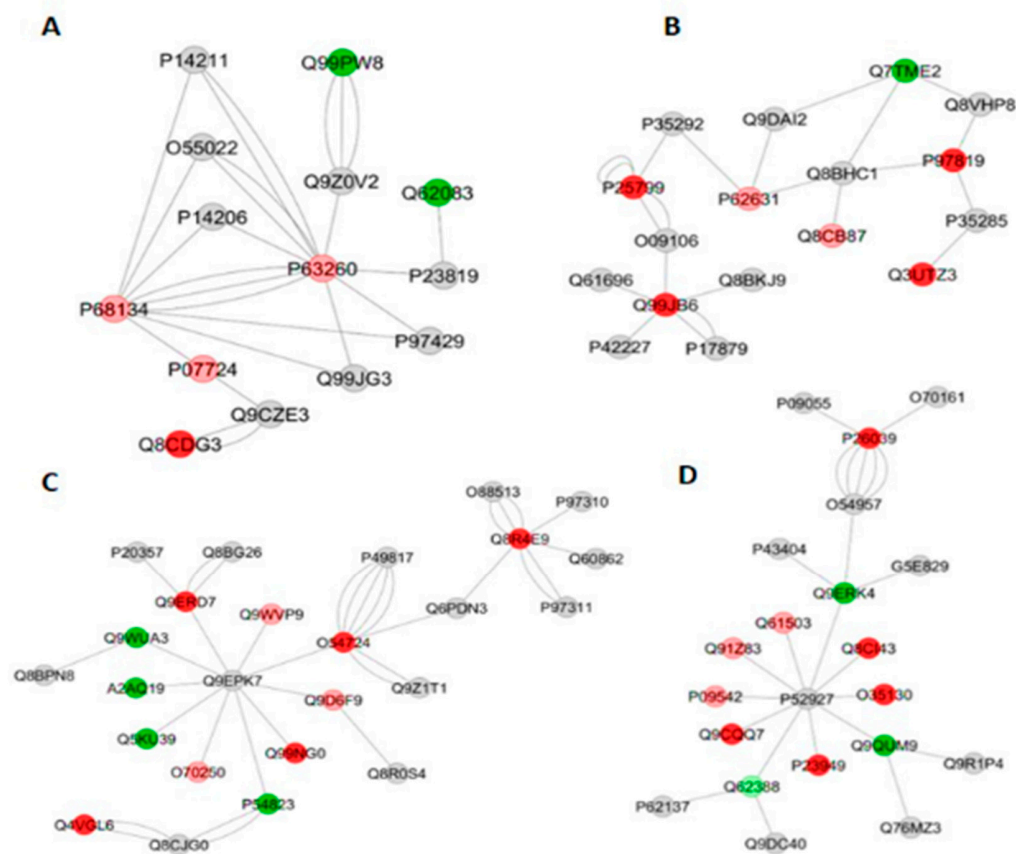 A
P14211
Q99PW8
O55022
Q9Z0V2
Q62083
P14206
P63260
P23819
P68134
P97429
P07724
Q99JG3
Q9CZE3
Q8CDG3
B
Q7TME2
Q8VHP8
P35292
Q9DAI2
P97819
Q8BHC1
P25799
P62631
P35285
Q8CB87
O09106
Q3UTZ3
Q61696
Q8BKJ9
Q99JB6
P42227
P17879
C
O88513
P97310
Q8R4E9
P20357
Q8BG26
P49817
Q60862
Q9ERD7
Q9WVP9
Q6PDN3
P97311
Q9WUA3
O54724
Q8BPN8
Q9EPK7
A2AQ19
Q9D6F9
Q9Z1T1
Q5KU39
Q99NG0
O70250
Q8R0S4
P54823
Q4VGL6
Q8CJG0
D
P09055
O70161
P26039
O54957
P43404
G5E829
Q9ERK4
Q61503
Q91Z83
Q8CI43
P09542
P52927
O35130
Q9CQQ7
Q9QUM9
P23949
Q9R1P4
Q62388
P62137
Q76MZ3
Q9DC40